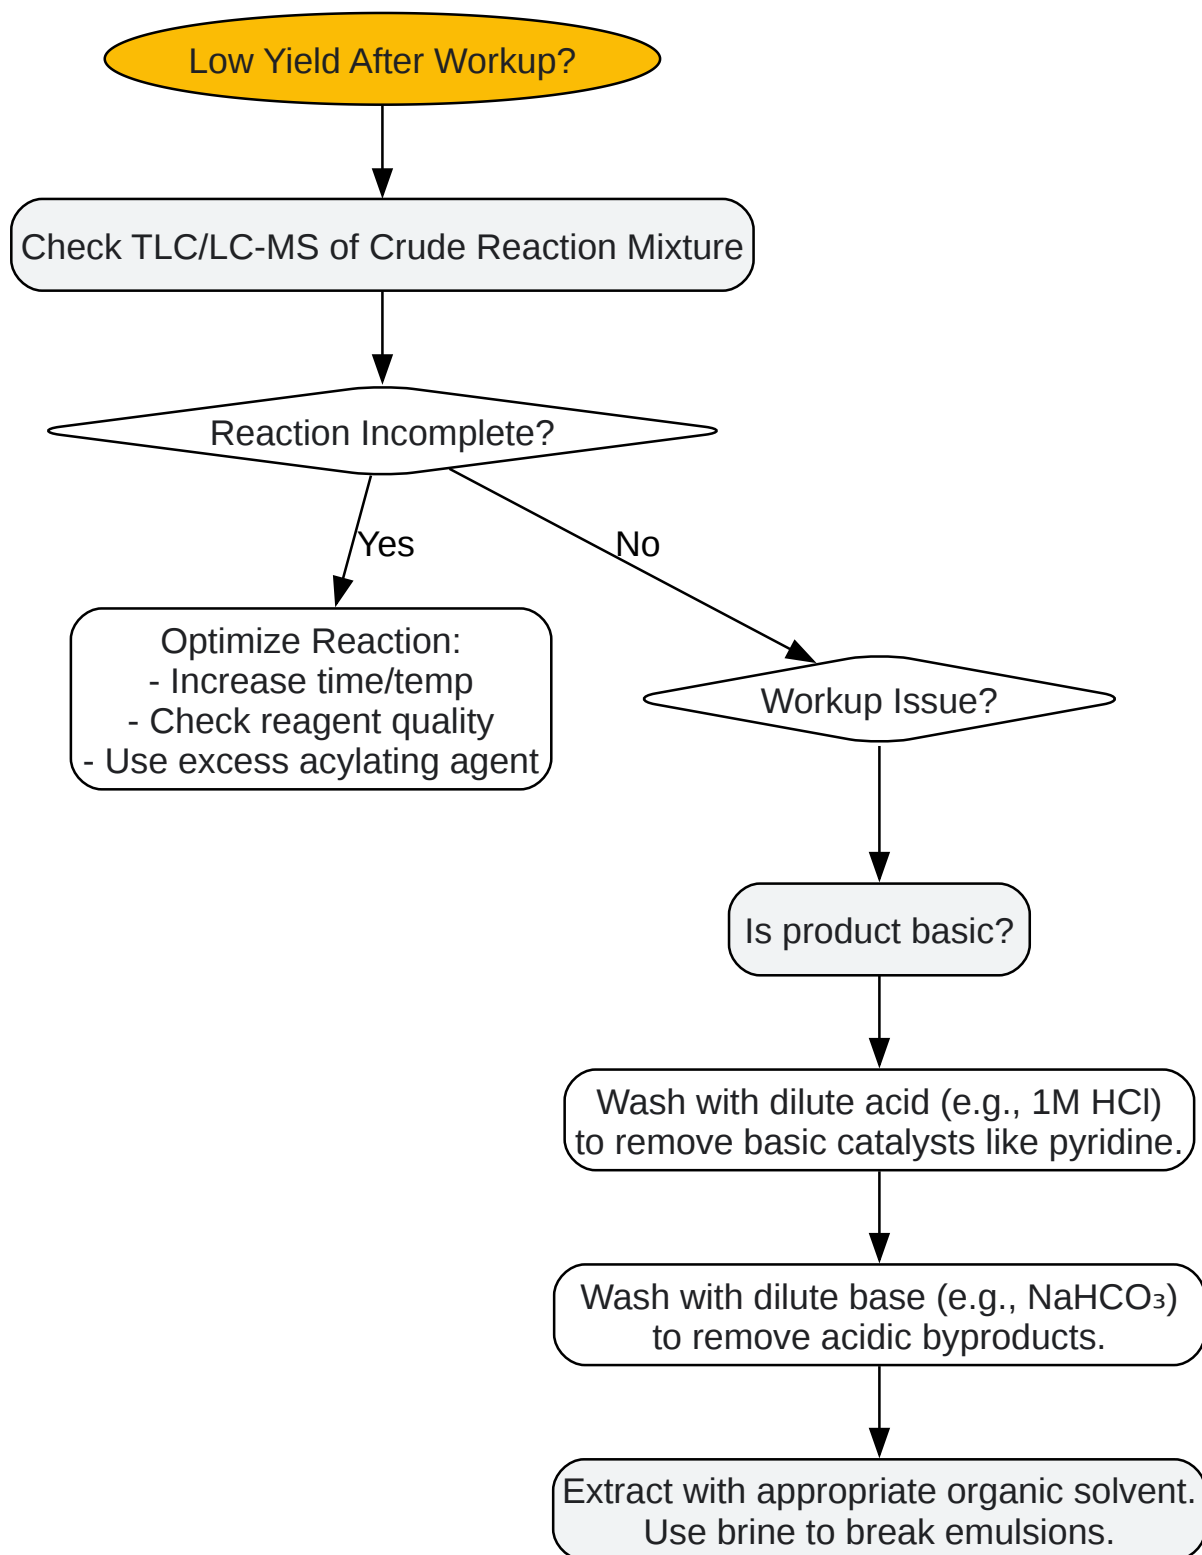 Low Yield After Workup?
Check TLC/LC-MS of Crude Reaction Mixture
Reaction Incomplete?
Yes
No
Optimize Reaction:
- Increase time/temp
- Check reagent quality
- Use excess acylating agent
Workup Issue?
Is product basic?
Wash with dilute acid (e.g., 1M HCl)
to remove basic catalysts like pyridine.
Wash with dilute base (e.g., NaHCO₃)
to remove acidic byproducts.
Extract with appropriate organic solvent.
Use brine to break emulsions.